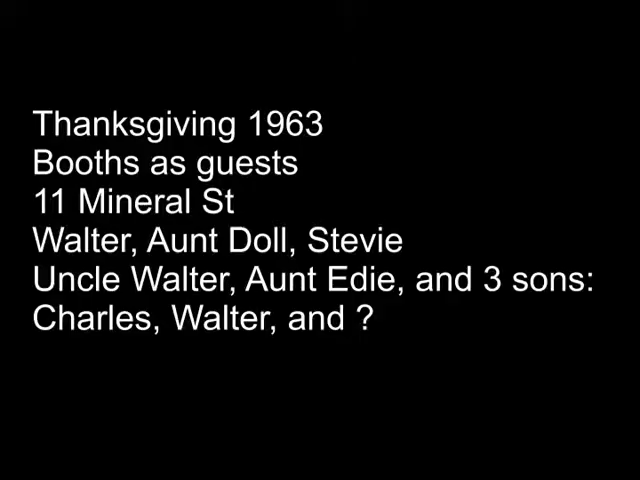 Thanksgiving 1963
Booths as guests
11 Mineral St
Walter, Aunt Doll, Stevie
Uncle Walter, Aunt Edie, and 3 sons:
Charles, Walter, and ?